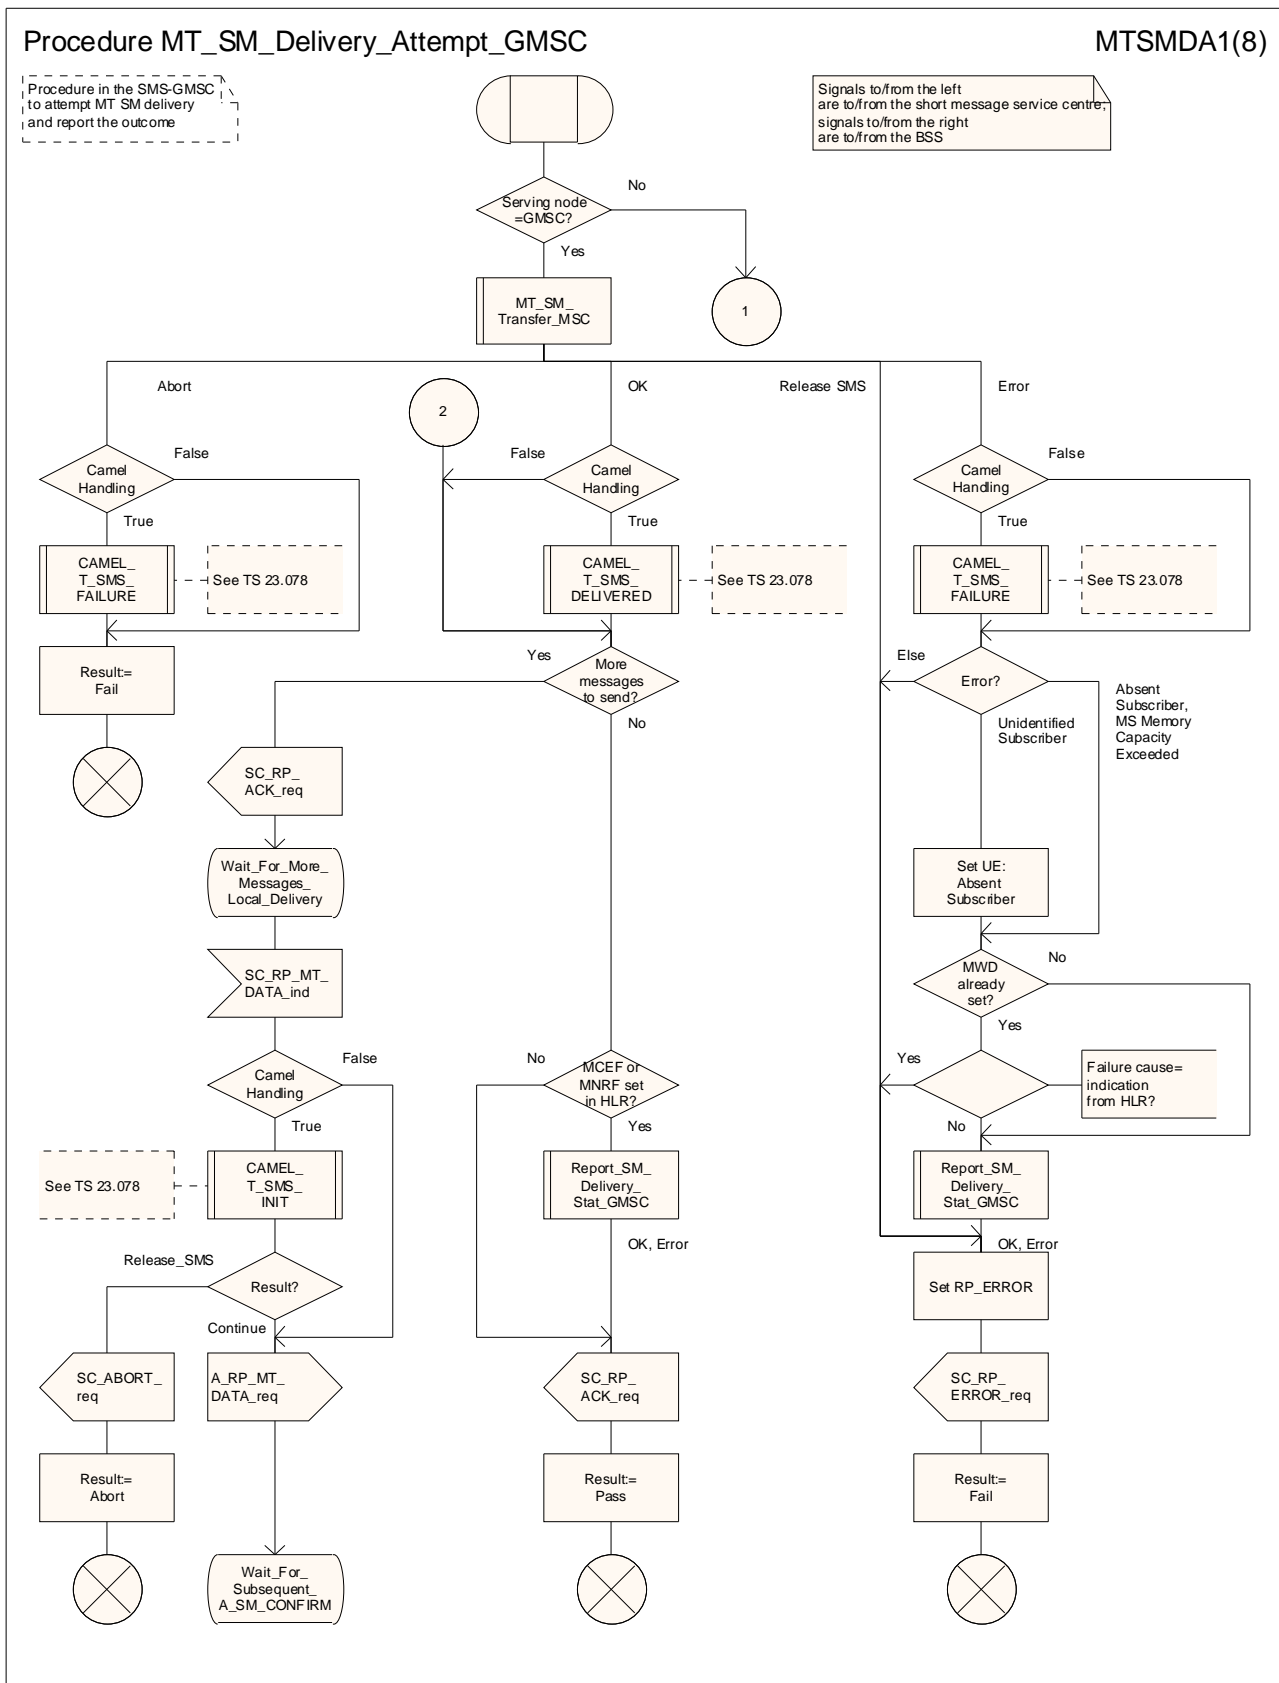 Procedure MT_SM_Delivery_Attempt_GMSC
MTSMDA1(8)
Procedure in the SMS-GMSC
to attempt MT SM delivery
and report the outcome
Signals to/from the left
are to/from the short message service centre;
signals to/from the right
are to/from the BSS
Serving node
=GMSC?
No
Yes
MT_SM_
Transfer_MSC
1
Abort
OK
Release SMS
Error
2
Camel
Handling
False
True
Camel
Handling
False
True
Camel
Handling
False
True
CAMEL_
T_SMS_
FAILURE
See TS 23.078
CAMEL_
T_SMS_
DELIVERED
See TS 23.078
CAMEL_
T_SMS_
FAILURE
See TS 23.078
Result:=
Fail
Yes
More
messages
to send?
No
Else
Error?
Unidentified
Subscriber
Absent
Subscriber,
MS Memory
Capacity
Exceeded
SC_RP_
ACK_req
Wait_For_More_
Messages_
Local_Delivery
Set UE:
Absent
Subscriber
SC_RP_MT_
DATA_ind
MWD
already
set?
No
Yes
Camel
Handling
False
True
No
MCEF or
MNRF set
in HLR?
Yes
Yes
Failure cause=
indication
from HLR?
No
See TS 23.078
CAMEL_
T_SMS_
INIT
Report_SM_
Delivery_
Stat_GMSC
Report_SM_
Delivery_
Stat_GMSC
Release_SMS
Result?
Continue
OK, Error
OK, Error
Set RP_ERROR
SC_ABORT_
req
A_RP_MT_
DATA_req
SC_RP_
ACK_req
SC_RP_
ERROR_req
Result:=
Abort
Result:=
Pass
Result:=
Fail
Wait_For_
Subsequent_
A_SM_CONFIRM